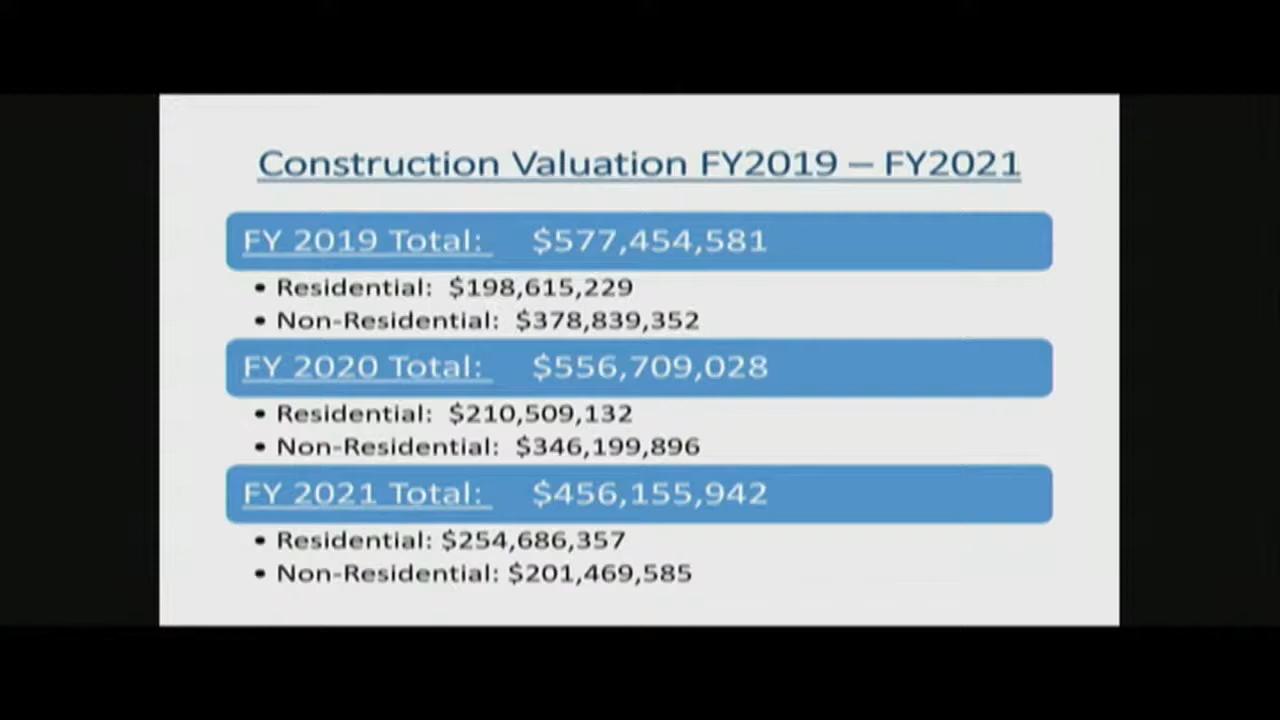 Construction Valuation FY2019 – FY2021
FY 2019 Total: $577,454,581
• Residential: $198,615,229
• Non-Residential: $378,839,352
FY 2020 Total: $556,709,028
• Residential: $210,509,132
• Non-Residential: $346,199,896
FY 2021 Total: $456,155,942
• Residential: $254,686,357
• Non-Residential: $201,469,585